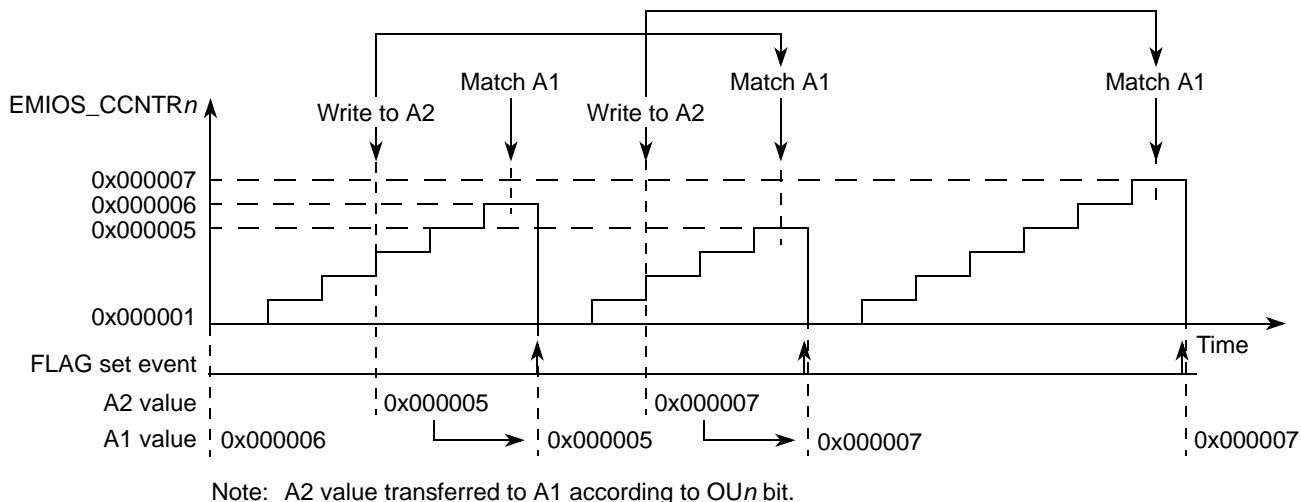 Match A1 Match A1 Match A1
EMIOS_CCNTRn Write to A2 Write to A2
0x000007
0x000006
0x000005
0x000001
Time
FLAG set event
A2 value 0x000005 0x000007
A1 value 0x000006 0x000005 0x000007 0x000007
Note: A2 value transferred to A1 according to OUn bit.